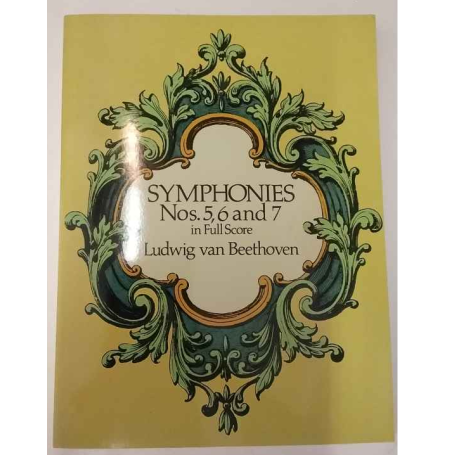 SYMPHONIES
Nos. 5, 6 and 7
in Full Score
Ludwig van Beethoven